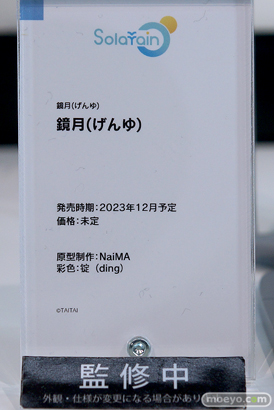 Solarain
鏡月(げんゆ)
鏡月(げんゆ)
発売時期：2023年12月予定
価格：未定
原型制作：NaiMA
彩色：锭（ding）
©TAITAI
監修中
外観・仕様が変更になる場合があり
mbeyo.com